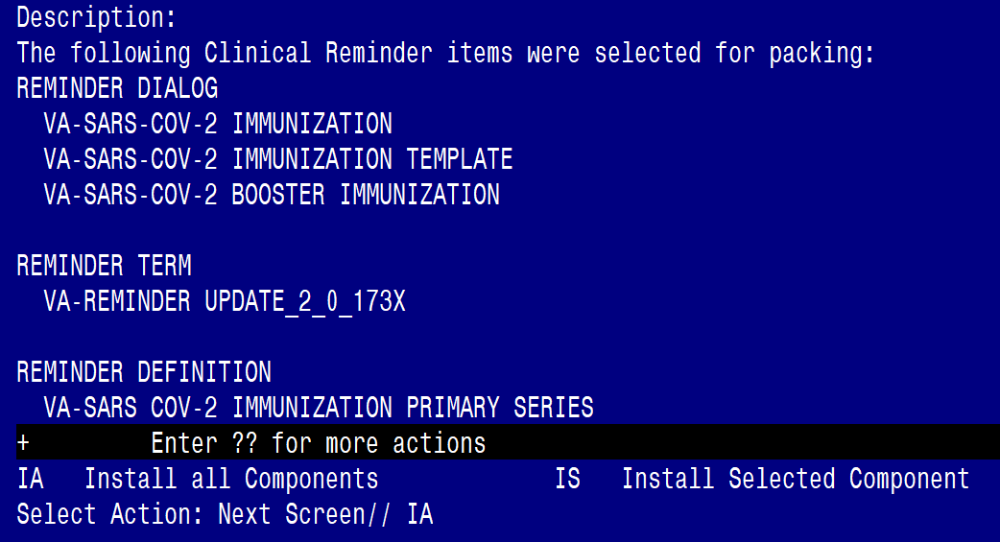 Description:
The following Clinical Reminder items were selected for packing:
REMINDER DIALOG
VA-SARS-COV-2 IMMUNIZATION
VA-SARS-COV-2 IMMUNIZATION TEMPLATE
VA-SARS-COV-2 BOOSTER IMMUNIZATION
REMINDER TERM
VA-REMINDER UPDATE_2_0_173X
REMINDER DEFINITION
VA-SARS COV-2 IMMUNIZATION PRIMARY SERIES
+ Enter ?? for more actions
IA Install all Components IS Install Selected Component
Select Action: Next Screen// IA